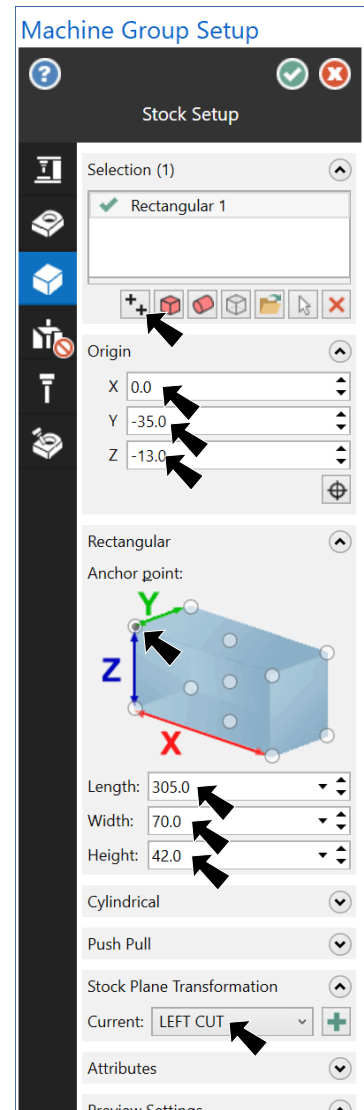 Machine Group Setup
?
Stock Setup
Selection (1)
Rectangular 1
Origin
X 0.0
Y -35.0
Z -13.0
Rectangular
Anchor point:
Y
Z
X
Length: 305.0
Width: 70.0
Height: 42.0
Cylindrical
Push Pull
Stock Plane Transformation
Current: LEFT CUT
Attributes
Preview Settings